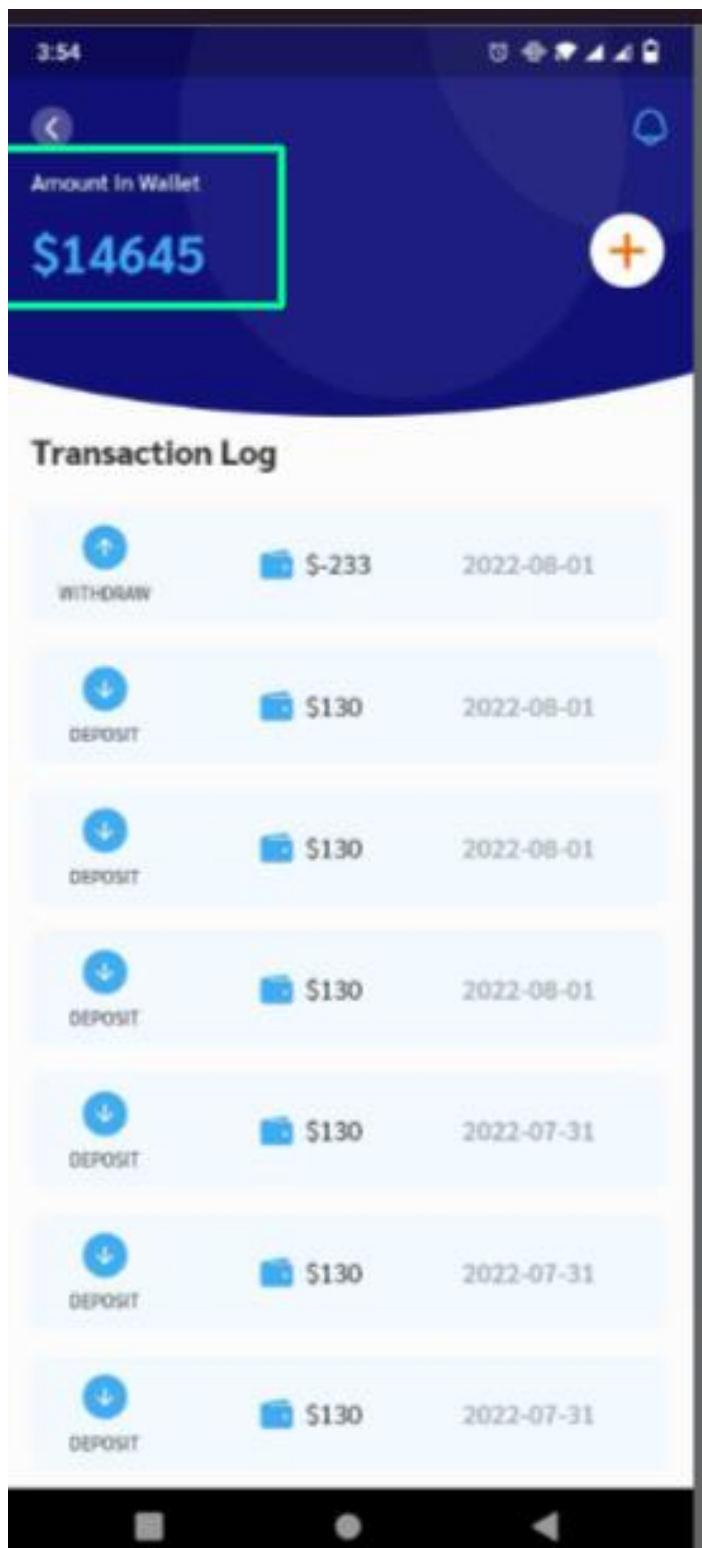 3:54
Amount In Wallet
$14645
Transaction Log
WITHDRAW $-233 2022-08-01
DEPOSIT $130 2022-08-01
DEPOSIT $130 2022-08-01
DEPOSIT $130 2022-08-01
DEPOSIT $130 2022-07-31
DEPOSIT $130 2022-07-31
DEPOSIT $130 2022-07-31